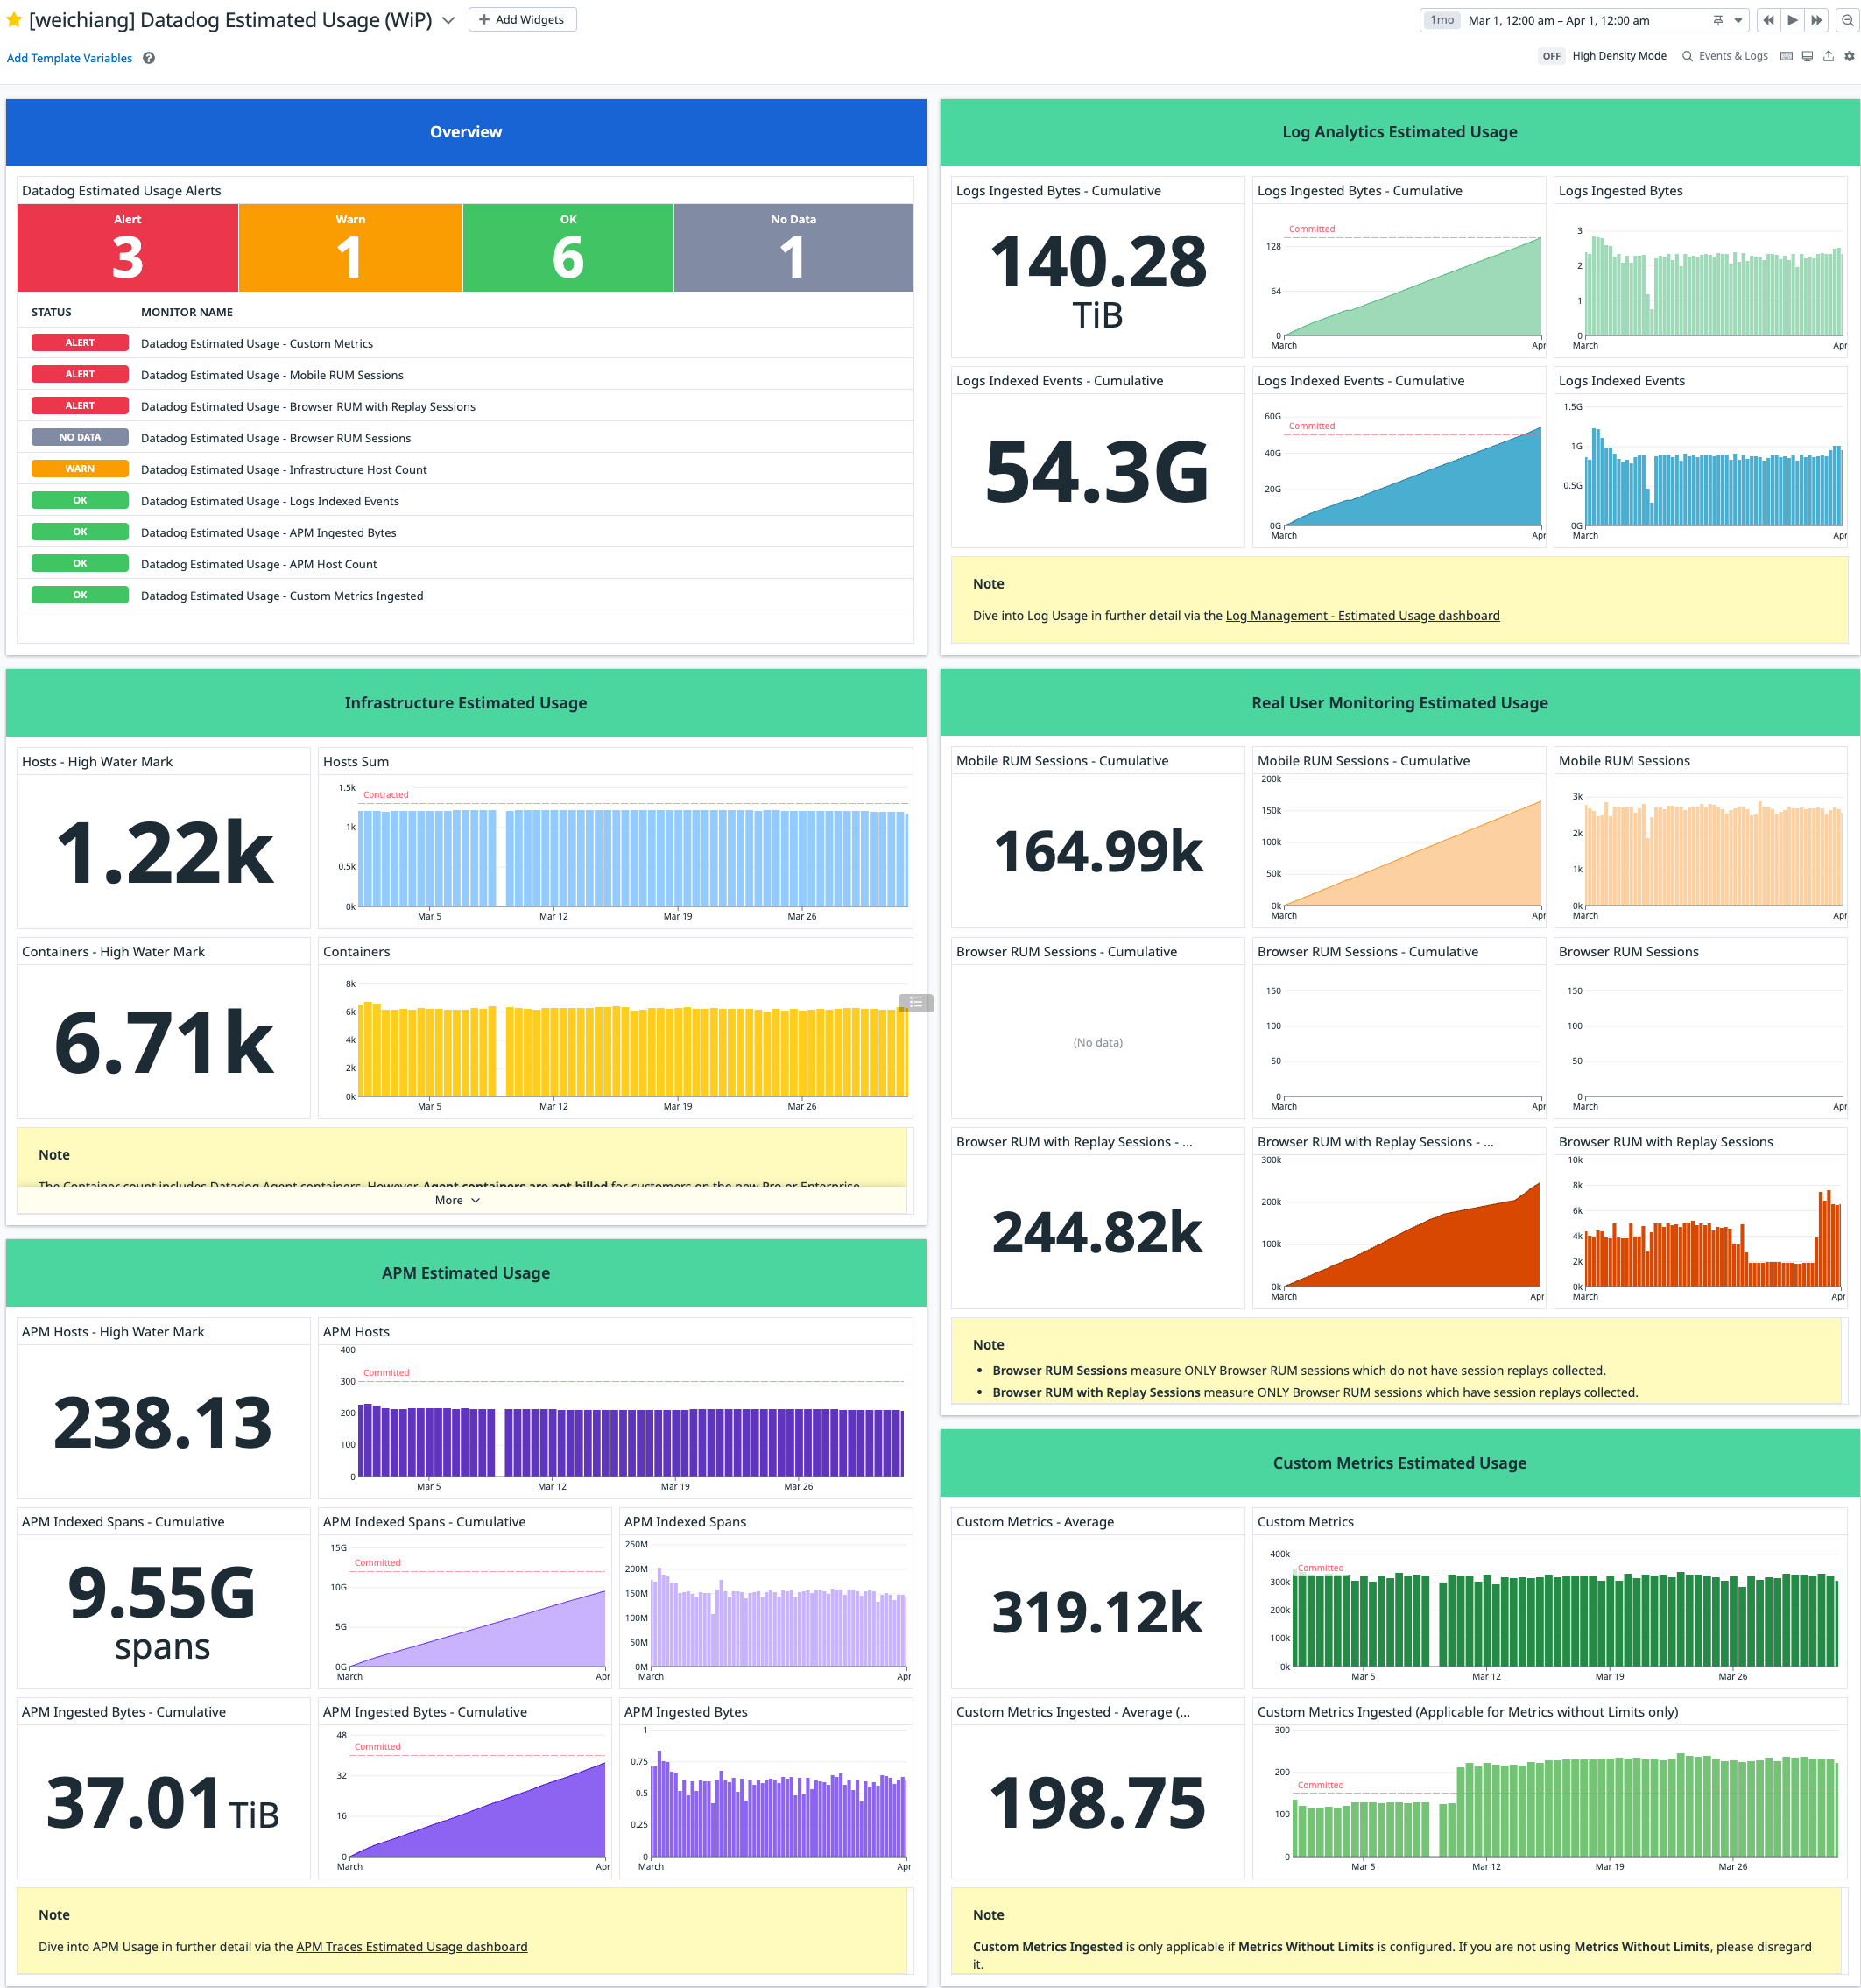 [weichiang] Datadog Estimated Usage (WiP)
Add Widgets
1mo Mar 1, 12:00 am – Apr 1, 12:00 am
Add Template Variables
OFF High Density Mode Events & Logs
Overview
Datadog Estimated Usage Alerts
Alert Warn OK No Data
3 1 6 1
STATUS MONITOR NAME
ALERT Datadog Estimated Usage - Custom Metrics
ALERT Datadog Estimated Usage - Mobile RUM Sessions
ALERT Datadog Estimated Usage - Browser RUM with Replay Sessions
NO DATA Datadog Estimated Usage - Browser RUM Sessions
WARN Datadog Estimated Usage - Infrastructure Host Count
OK Datadog Estimated Usage - Logs Indexed Events
OK Datadog Estimated Usage - APM Ingested Bytes
OK Datadog Estimated Usage - APM Host Count
OK Datadog Estimated Usage - Custom Metrics Ingested
Log Analytics Estimated Usage
Logs Ingested Bytes - Cumulative
140.28
TiB
Logs Ingested Bytes - Cumulative
Committed
128
64
0
March Apr
Logs Ingested Bytes
3
2
1
0
March Apr
Logs Indexed Events - Cumulative
54.3G
Logs Indexed Events - Cumulative
60G
Committed
40G
20G
0G
March Apr
Logs Indexed Events
1.5G
1G
0.5G
0G
March Apr
Note
Dive into Log Usage in further detail via the Log Management - Estimated Usage dashboard
Infrastructure Estimated Usage
Hosts - High Water Mark
1.22k
Hosts Sum
1.5k
Contracted
1k
0.5k
0k
Mar 5 Mar 12 Mar 19 Mar 26
Containers - High Water Mark
6.71k
Containers
8k
6k
4k
2k
0k
Mar 5 Mar 12 Mar 19 Mar 26
Note
The Container count includes Datadog Agent containers. However, Agent containers are not billed for customers on the new Pro or Enterprise
More
Real User Monitoring Estimated Usage
Mobile RUM Sessions - Cumulative
164.99k
Mobile RUM Sessions - Cumulative
200k
150k
100k
50k
0k
March Apr
Mobile RUM Sessions
3k
2k
1k
0k
March Apr
Browser RUM Sessions - Cumulative
(No data)
Browser RUM Sessions - Cumulative
150
100
50
0
March Apr
Browser RUM Sessions
150
100
50
0
March Apr
Browser RUM with Replay Sessions - ...
244.82k
Browser RUM with Replay Sessions - ...
300k
200k
100k
0k
March Apr
Browser RUM with Replay Sessions
10k
8k
6k
4k
2k
0k
March Apr
Note
• Browser RUM Sessions measure ONLY Browser RUM sessions which do not have session replays collected.
• Browser RUM with Replay Sessions measure ONLY Browser RUM sessions which have session replays collected.
APM Estimated Usage
APM Hosts - High Water Mark
238.13
APM Hosts
400
Committed
300
200
100
0
Mar 5 Mar 12 Mar 19 Mar 26
APM Indexed Spans - Cumulative
9.55G
spans
APM Indexed Spans - Cumulative
15G
Committed
10G
5G
0G
March Apr
APM Indexed Spans
250M
200M
150M
100M
50M
0M
March Apr
APM Ingested Bytes - Cumulative
37.01 TiB
APM Ingested Bytes - Cumulative
48
Committed
32
16
0
March Apr
APM Ingested Bytes
1
0.75
0.5
0.25
0
March Apr
Note
Dive into APM Usage in further detail via the APM Traces Estimated Usage dashboard
Custom Metrics Estimated Usage
Custom Metrics - Average
319.12k
Custom Metrics
400k
Committed
300k
200k
100k
0k
Mar 5 Mar 12 Mar 19 Mar 26
Custom Metrics Ingested - Average (...
198.75
Custom Metrics Ingested (Applicable for Metrics without Limits only)
300
200
Committed
100
0
Mar 5 Mar 12 Mar 19 Mar 26
Note
Custom Metrics Ingested is only applicable if Metrics Without Limits is configured. If you are not using Metrics Without Limits, please disregard
it.